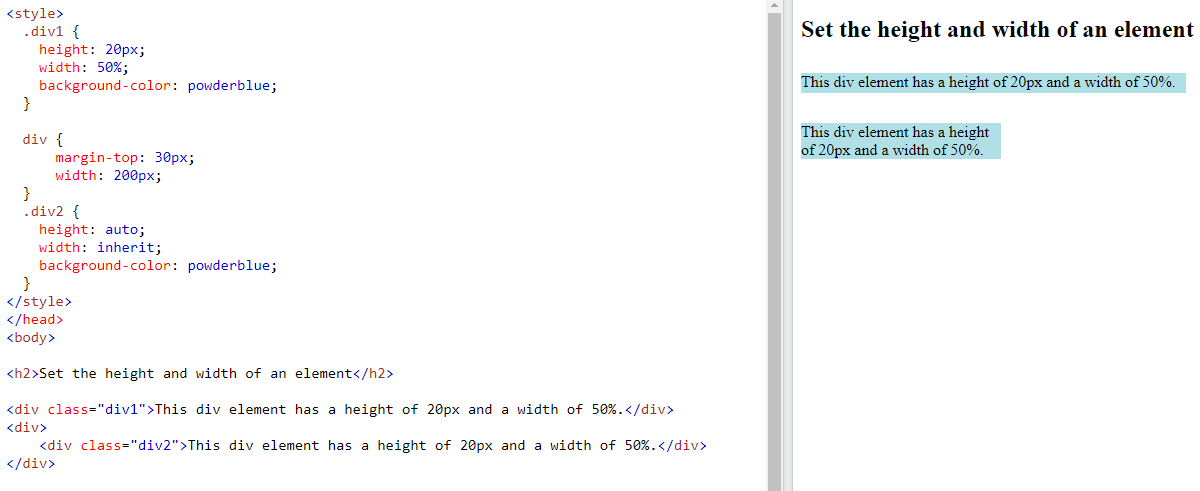 <style>
.div1 {
height: 20px;
width: 50%;
background-color: powderblue;
}
div {
margin-top: 30px;
width: 200px;
}
.div2 {
height: auto;
width: inherit;
background-color: powderblue;
}
</style>
</head>
<body>
<h2>Set the height and width of an element</h2>
<div class="div1">This div element has a height of 20px and a width of 50%.</div>
<div>
<div class="div2">This div element has a height of 20px and a width of 50%.</div>
</div>
Set the height and width of an element
This div element has a height of 20px and a width of 50%.
This div element has a height
of 20px and a width of 50%.